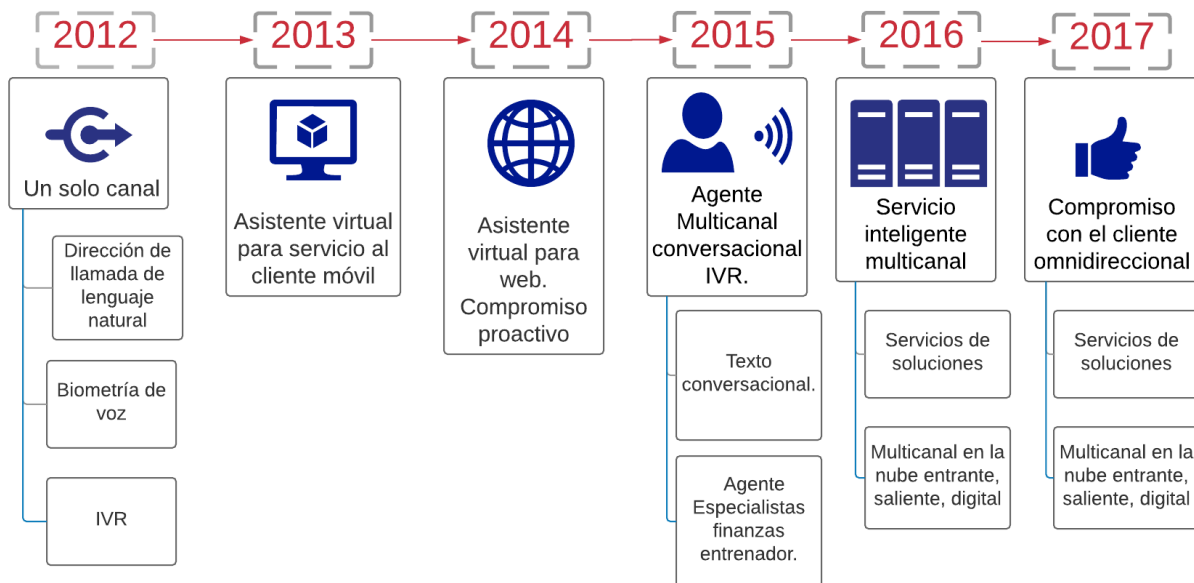 2012
2013
2014
2015
2016
2017
Un solo canal
Dirección de
llamada de
lenguaje
natural
Biometría de
voz
IVR
Asistente virtual
para servicio al
cliente móvil
Asistente
virtual para
web.
Compromiso
proactivo
Agente
Multicanal
conversacional
IVR.
Texto
conversacional.
Agente
Especialistas
finanzas
entrenador.
Servicio
inteligente
multicanal
Servicios de
soluciones
Multicanal en la
nube entrante,
saliente, digital
Compromiso
con el cliente
omnidireccional
Servicios de
soluciones
Multicanal en la
nube entrante,
saliente, digital